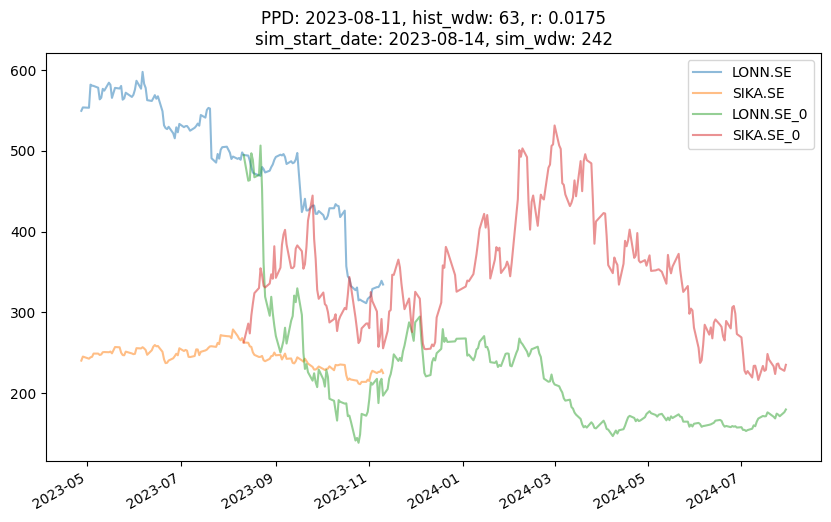 PPD: 2023-08-11, hist_wdw: 63, r: 0.0175
sim_start_date: 2023-08-14, sim_wdw: 242
LONN.SE
SIKA.SE
LONN.SE_0
SIKA.SE_0
600
500
400
300
200
2023-05
2023-07
2023-09
2023-11
2024-01
2024-03
2024-05
2024-07